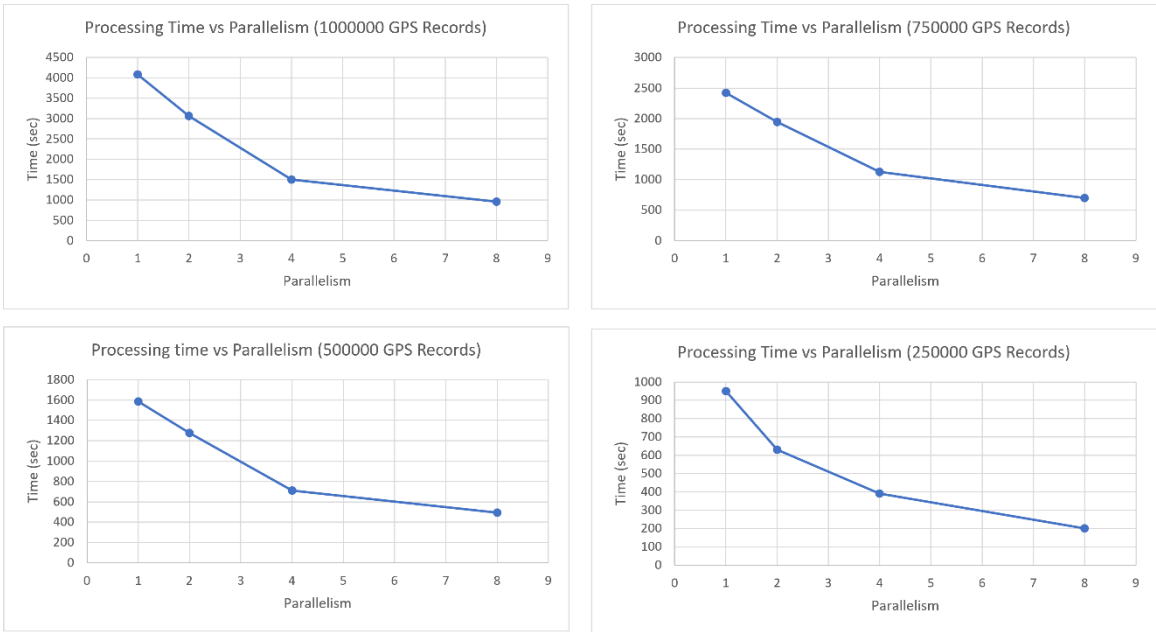 Processing Time vs Parallelism (1000000 GPS Records)
4500
4000
3500
3000
2500
2000
1500
1000
500
0
Time (sec)
0 1 2 3 4 5 6 7 8 9
Parallelism
Processing Time vs Parallelism (750000 GPS Records)
3000
2500
2000
1500
1000
500
0
Time (sec)
0 1 2 3 4 5 6 7 8 9
Parallelism
Processing time vs Parallelism (500000 GPS Records)
1800
1600
1400
1200
1000
800
600
400
200
0
Time (sec)
0 1 2 3 4 5 6 7 8 9
Parallelism
Processing Time vs Parallelism (250000 GPS Records)
1000
900
800
700
600
500
400
300
200
100
0
Time (sec)
0 1 2 3 4 5 6 7 8 9
Parallelism